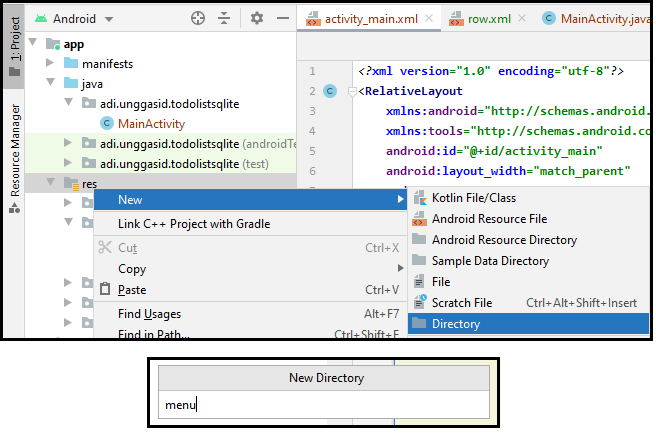 1: Project
Resource Manager
Android
app
manifests
java
adi.unggasid.todolistsqlite
MainActivity
adi.unggasid.todolistsqlite (androidTe
adi.unggasid.todolistsqlite (test)
res
activity_main.xml
row.xml
MainActivity.java
1 <?xml version="1.0" encoding="utf-8"?>
2 <RelativeLayout
3 xmlns:android="http://schemas.android.
4 xmlns:tools="http://schemas.android.co
5 android:id="@+id/activity_main"
6 android:layout_width="match_parent"
New
Link C++ Project with Gradle
Cut Ctrl+X
Copy
Paste Ctrl+V
Find Usages Alt+F7
Find in Path... Ctrl+Shift+F
Kotlin File/Class
Android Resource File
Android Resource Directory
Sample Data Directory
File
Scratch File Ctrl+Alt+Shift+Insert
Directory
New Directory
menu